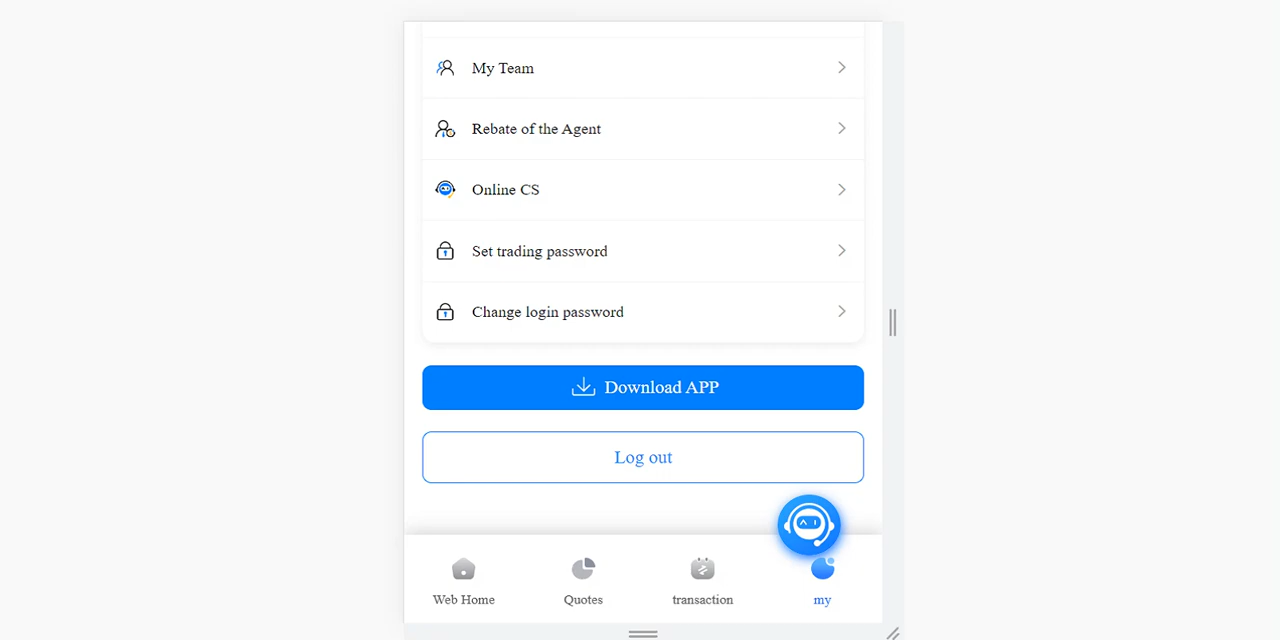 My Team
Rebate of the Agent
Online CS
Set trading password
Change login password
Download APP
Log out
Web Home
Quotes
transaction
my